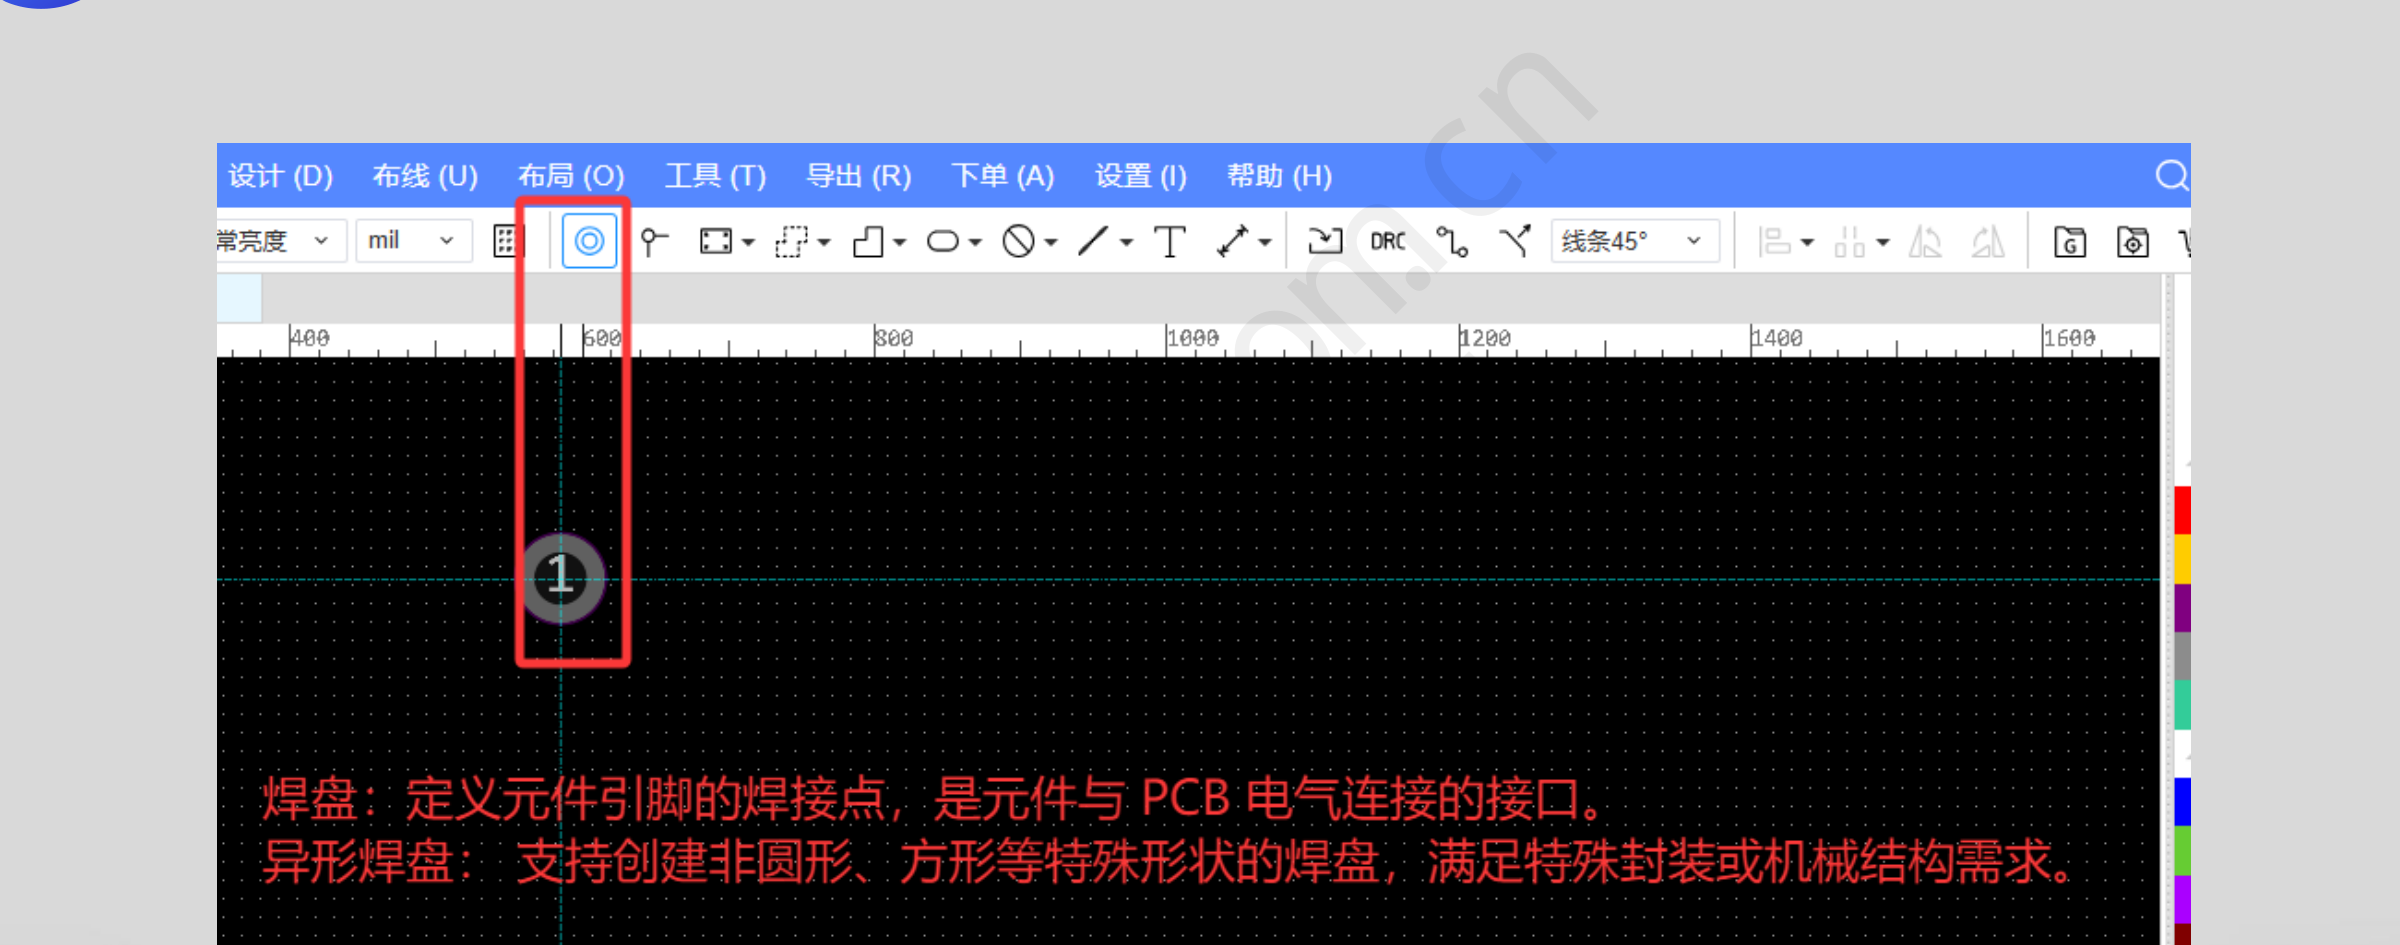 设计 (D) 布线 (U) 布局 (O) 工具 (T) 导出 (R) 下单 (A) 设置 (I) 帮助 (H)
常亮度 mil T DRC 线条45° G
400 600 800 1000 1200 1400 1600
1
焊盘：定义元件引脚的焊接点，是元件与 PCB 电气连接的接口。
异形焊盘： 支持创建非圆形、方形等特殊形状的焊盘，满足特殊封装或机械结构需求。
om.cn